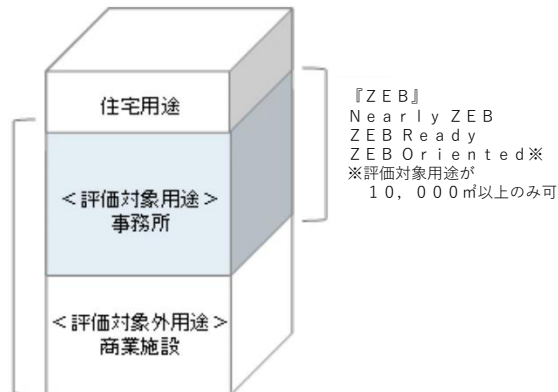 住宅用途
<評価対象用途>
事務所
<評価対象外用途>
商業施設
『ＺＥＢ』
Ｎｅａｒｌｙ ＺＥＢ
ＺＥＢ Ｒｅａｄｙ
ＺＥＢ Ｏｒｉｅｎｔｅｄ※
※評価対象用途が
１０，０００㎡以上のみ可